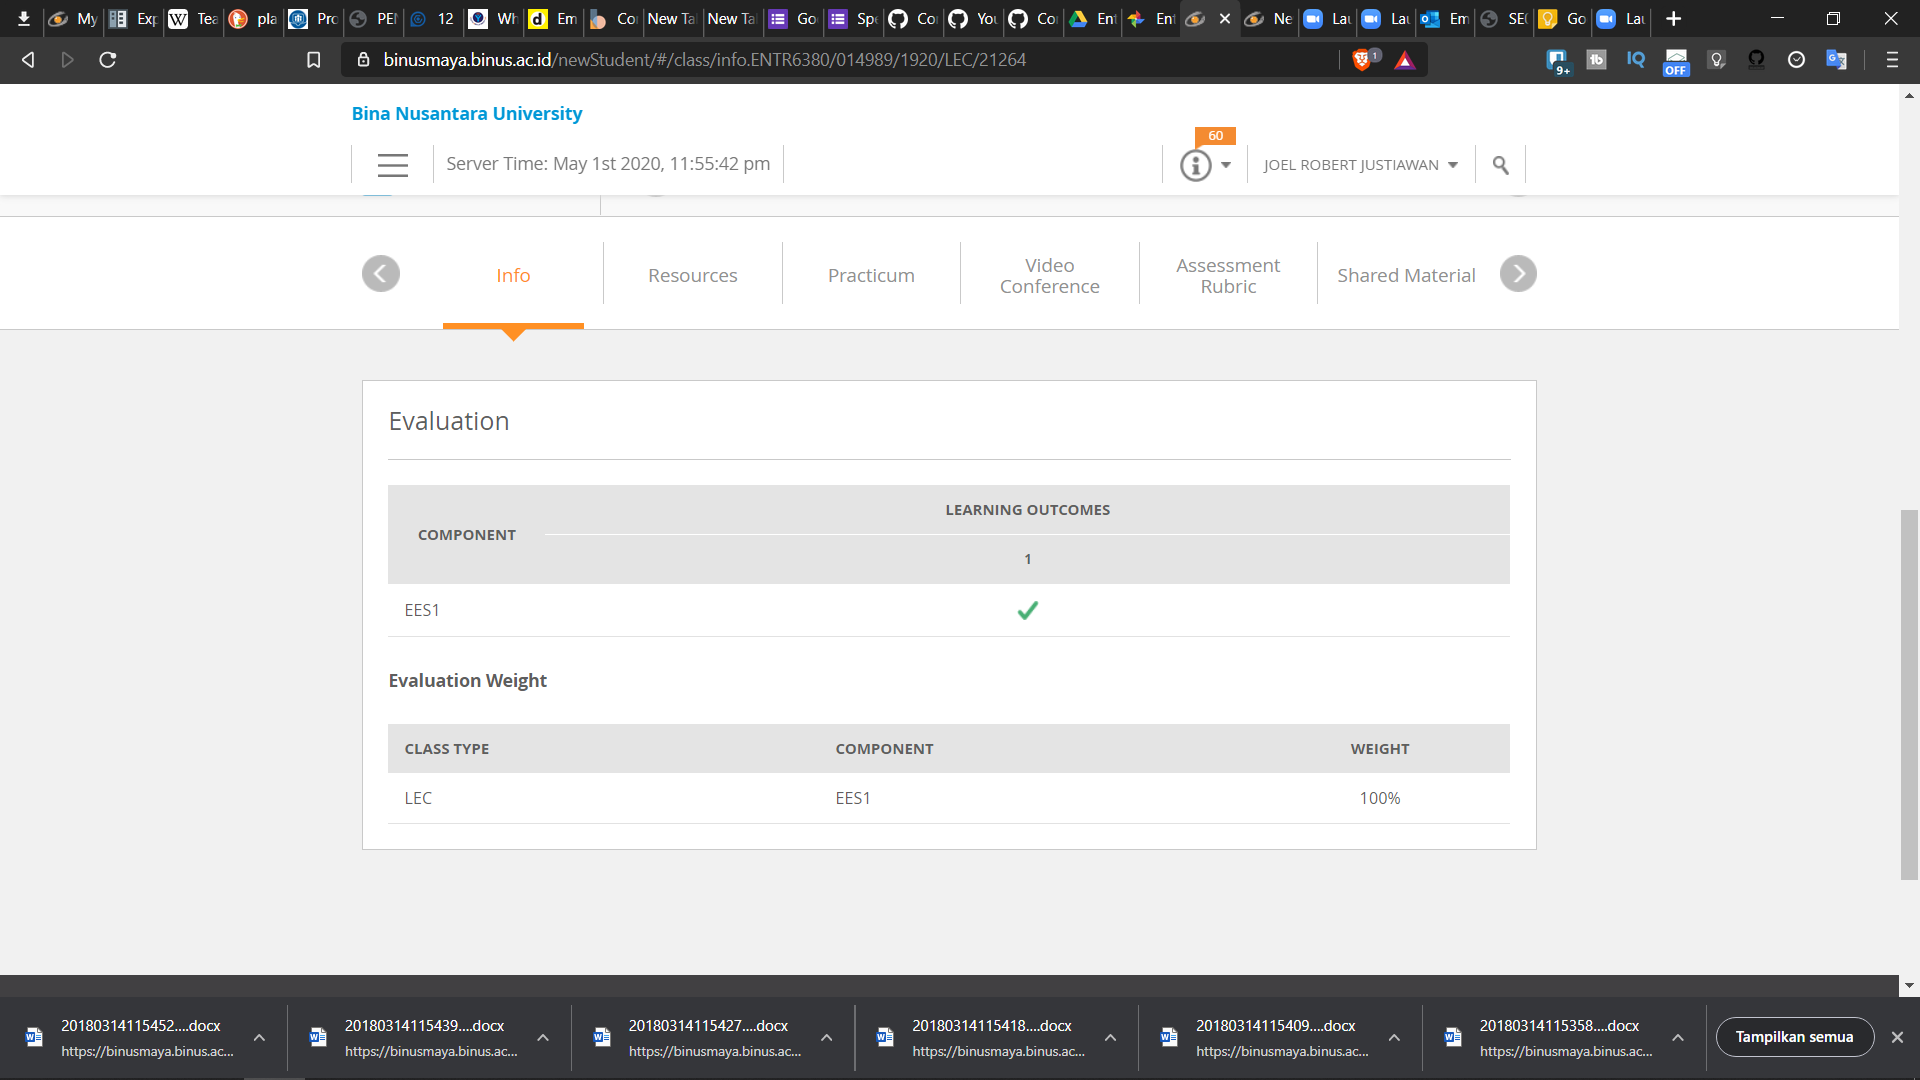 My
Exp
Tea
pla
Pro
PEN
12
Wh
Em
Co
New Ta
New Ta
Go
Spe
Co
You
Co
Ent
Ent
Ne
Lau
Lau
Em
SEC
Go
Lau
binusmaya.binus.ac.id/newStudent/#/class/info.ENTR6380/014989/1920/LEC/21264
1
9+
IQ
OFF
Bina Nusantara University
Server Time: May 1st 2020, 11:55:42 pm
60
JOEL ROBERT JUSTIAWAN
Info
Resources
Practicum
Video
Conference
Assessment
Rubric
Shared Material
Evaluation
COMPONENT
LEARNING OUTCOMES
1
EES1
Evaluation Weight
CLASS TYPE COMPONENT WEIGHT
LEC EES1 100%
20180314115452....docx
https://binusmaya.binus.ac...
20180314115439....docx
https://binusmaya.binus.ac...
20180314115427....docx
https://binusmaya.binus.ac...
20180314115418....docx
https://binusmaya.binus.ac...
20180314115409....docx
https://binusmaya.binus.ac...
20180314115358....docx
https://binusmaya.binus.ac...
Tampilkan semua